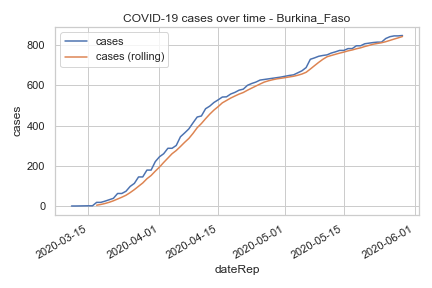 COVID-19 cases over time - Burkina_Faso
cases
cases (rolling)
cases
800
600
400
200
0
2020-03-15
2020-04-01
2020-04-15
2020-05-01
2020-05-15
2020-06-01
dateRep